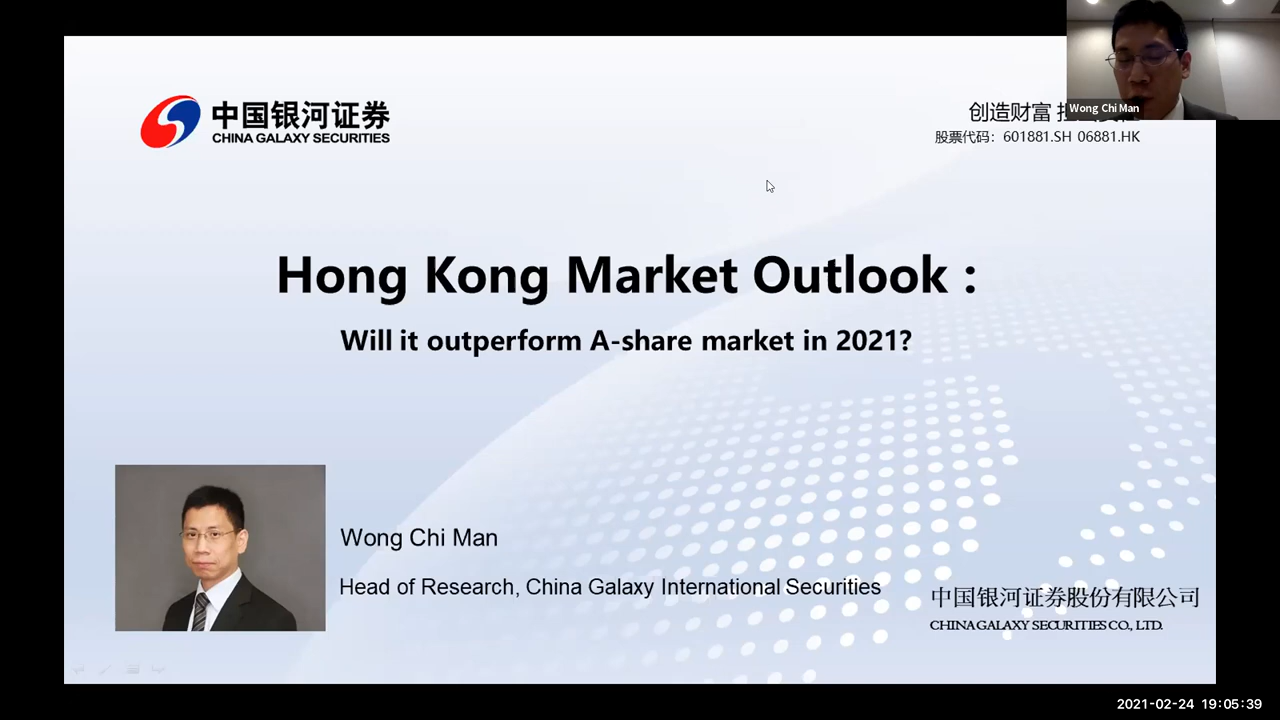 中国银河证券
CHINA GALAXY SECURITIES
创造财富
股票代码：601881.SH 06881.HK
Wong Chi Man
Hong Kong Market Outlook :
Will it outperform A-share market in 2021?
Wong Chi Man
Head of Research, China Galaxy International Securities
中国银河证券股份有限公司
CHINA GALAXY SECURITIES CO., LTD.
2021-02-24 19:05:39